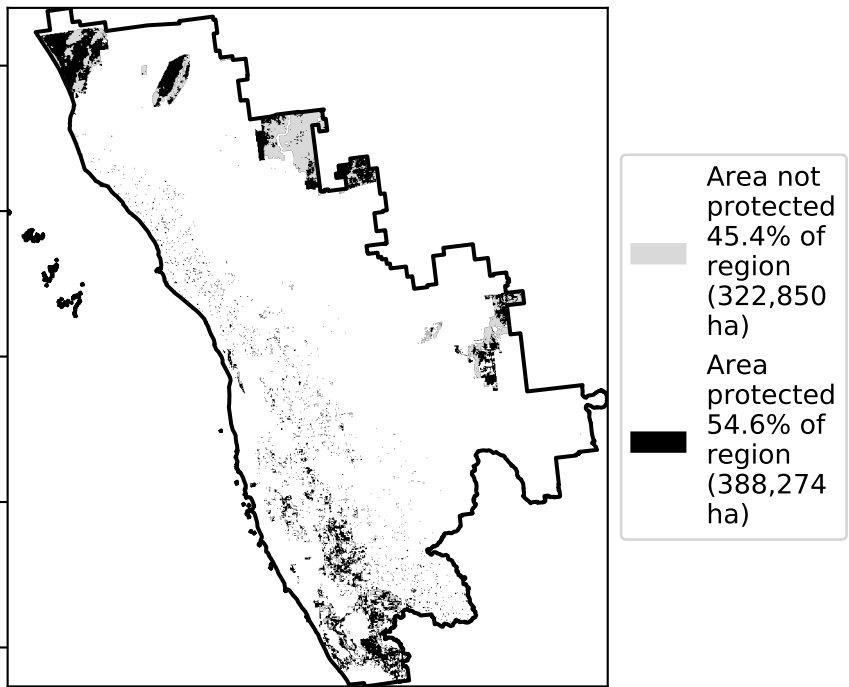 Area not
protected
45.4% of
region
(322,850
ha)
Area
protected
54.6% of
region
(388,274
ha)